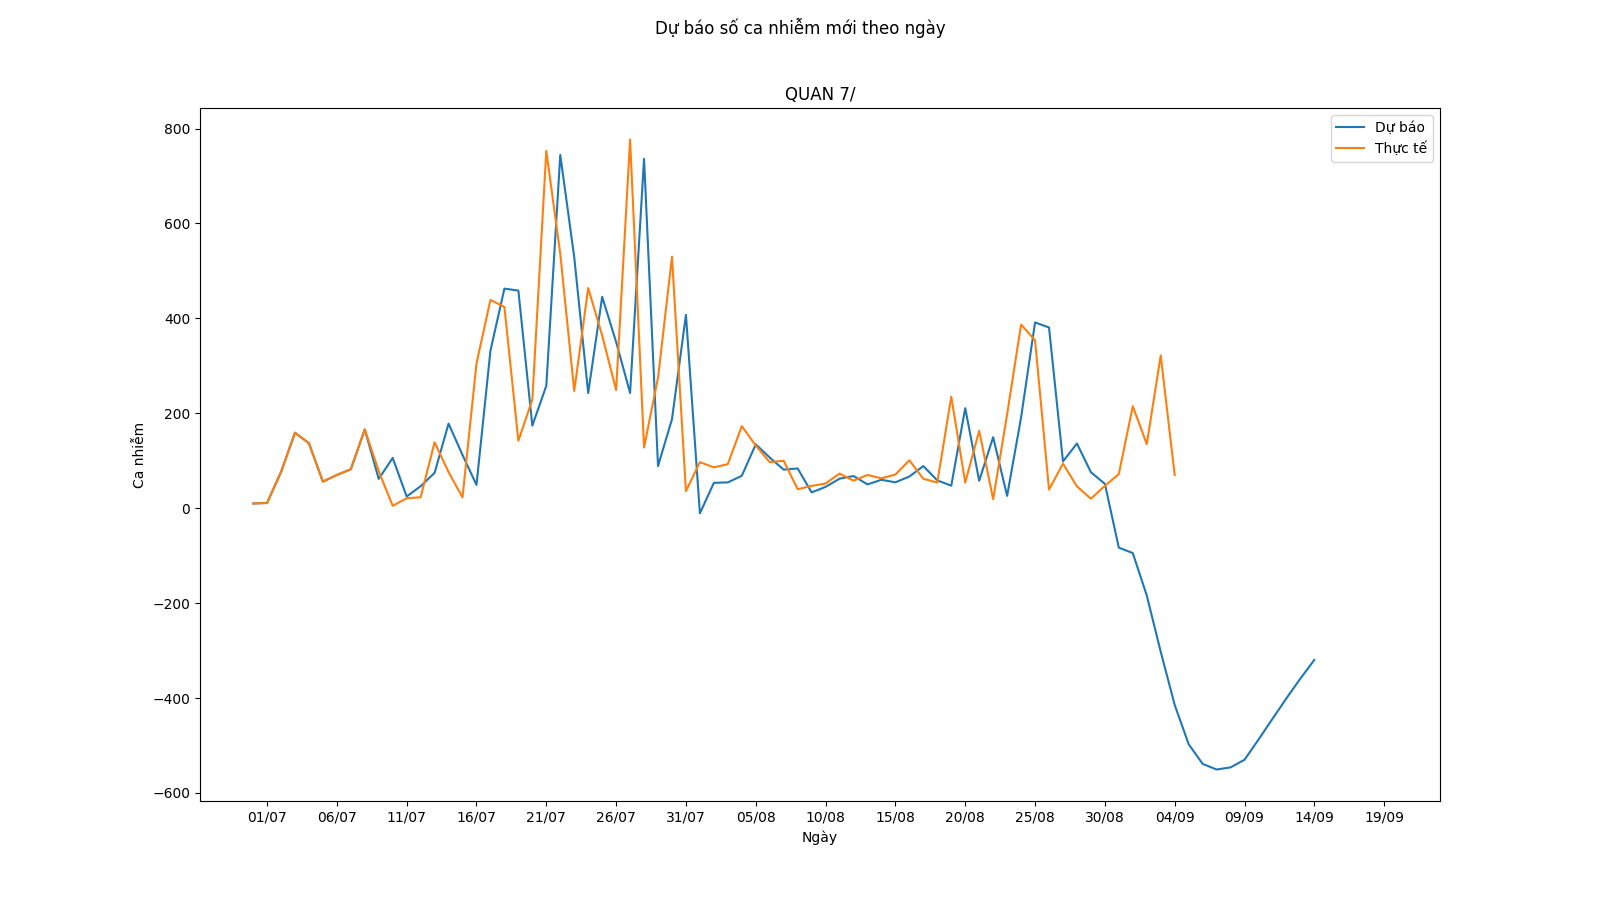 Dự báo số ca nhiễm mới theo ngày
QUAN 7/
Dự báo
Thực tế
Ca nhiễm
800
600
400
200
0
−200
−400
−600
01/07 06/07 11/07 16/07 21/07 26/07 31/07 05/08 10/08 15/08 20/08 25/08 30/08 04/09 09/09 14/09 19/09
Ngày